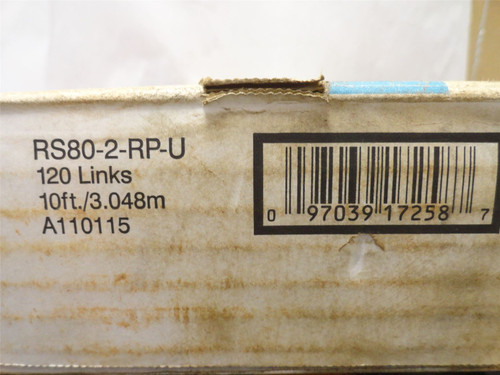 RS80-2-RP-U
120 Links
10ft./3.048m
A110115
0 97039 17258 7